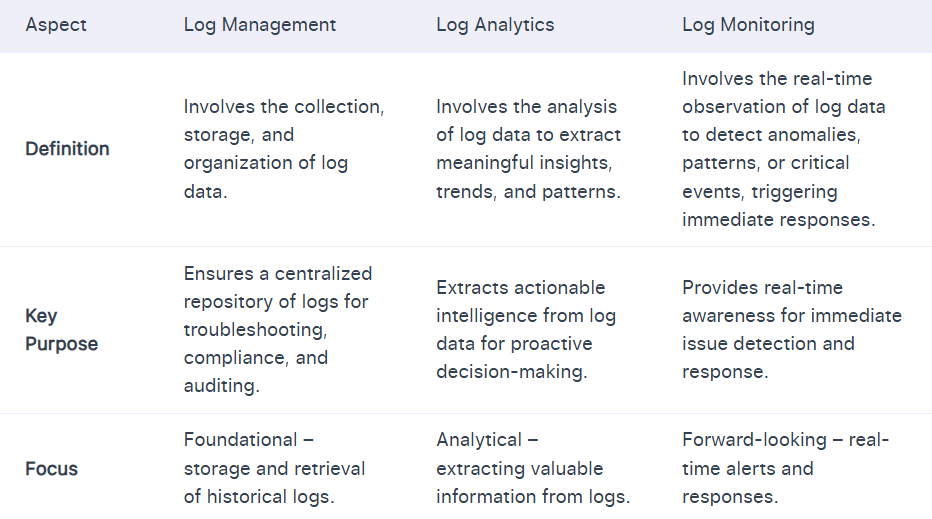 Aspect Log Management Log Analytics Log Monitoring
Definition
Involves the collection,
storage, and
organization of log
data.
Involves the analysis
of log data to extract
meaningful insights,
trends, and patterns.
Involves the real-time
observation of log data
to detect anomalies,
patterns, or critical
events, triggering
immediate responses.
Key
Purpose
Ensures a centralized
repository of logs for
troubleshooting,
compliance, and
auditing.
Extracts actionable
intelligence from log
data for proactive
decision-making.
Provides real-time
awareness for immediate
issue detection and
response.
Focus
Foundational –
storage and retrieval
of historical logs.
Analytical –
extracting valuable
information from logs.
Forward-looking – real-
time alerts and
responses.